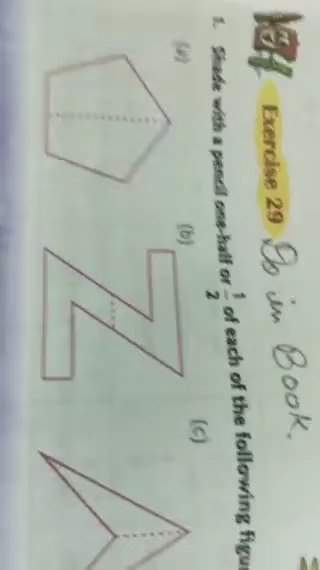 Exercise 29 Do in Book.
1. Shade with a pencil one-half or 1/2 of each of the following
(a)
(b)
(c)